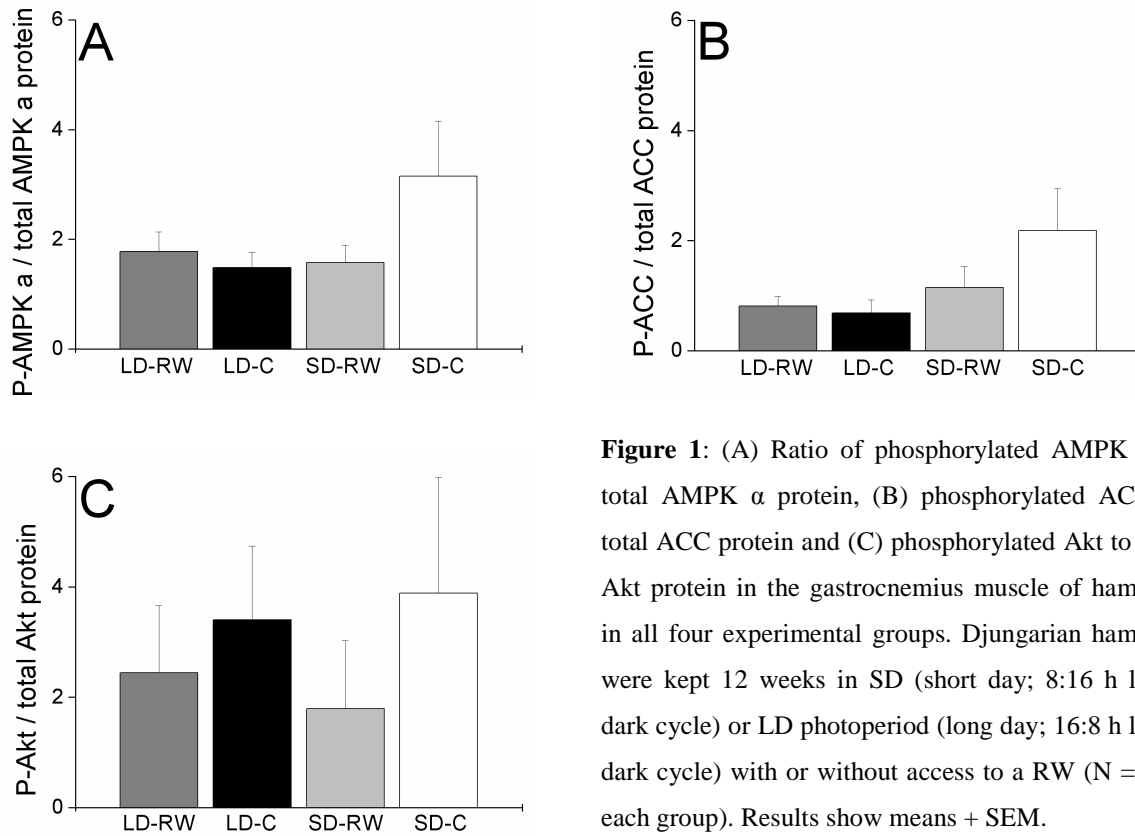 A
P-AMPK a / total AMPK a protein
6
4
2
0
LD-RW LD-C SD-RW SD-C
B
P-ACC / total ACC protein
6
4
2
0
LD-RW LD-C SD-RW SD-C
C
P-Akt / total Akt protein
6
4
2
0
LD-RW LD-C SD-RW SD-C
Figure 1: (A) Ratio of phosphorylated AMPK
total AMPK α protein, (B) phosphorylated AC
total ACC protein and (C) phosphorylated Akt to
Akt protein in the gastrocnemius muscle of ham
in all four experimental groups. Djungarian ham
were kept 12 weeks in SD (short day; 8:16 h l
dark cycle) or LD photoperiod (long day; 16:8 h l
dark cycle) with or without access to a RW (N =
each group). Results show means + SEM.